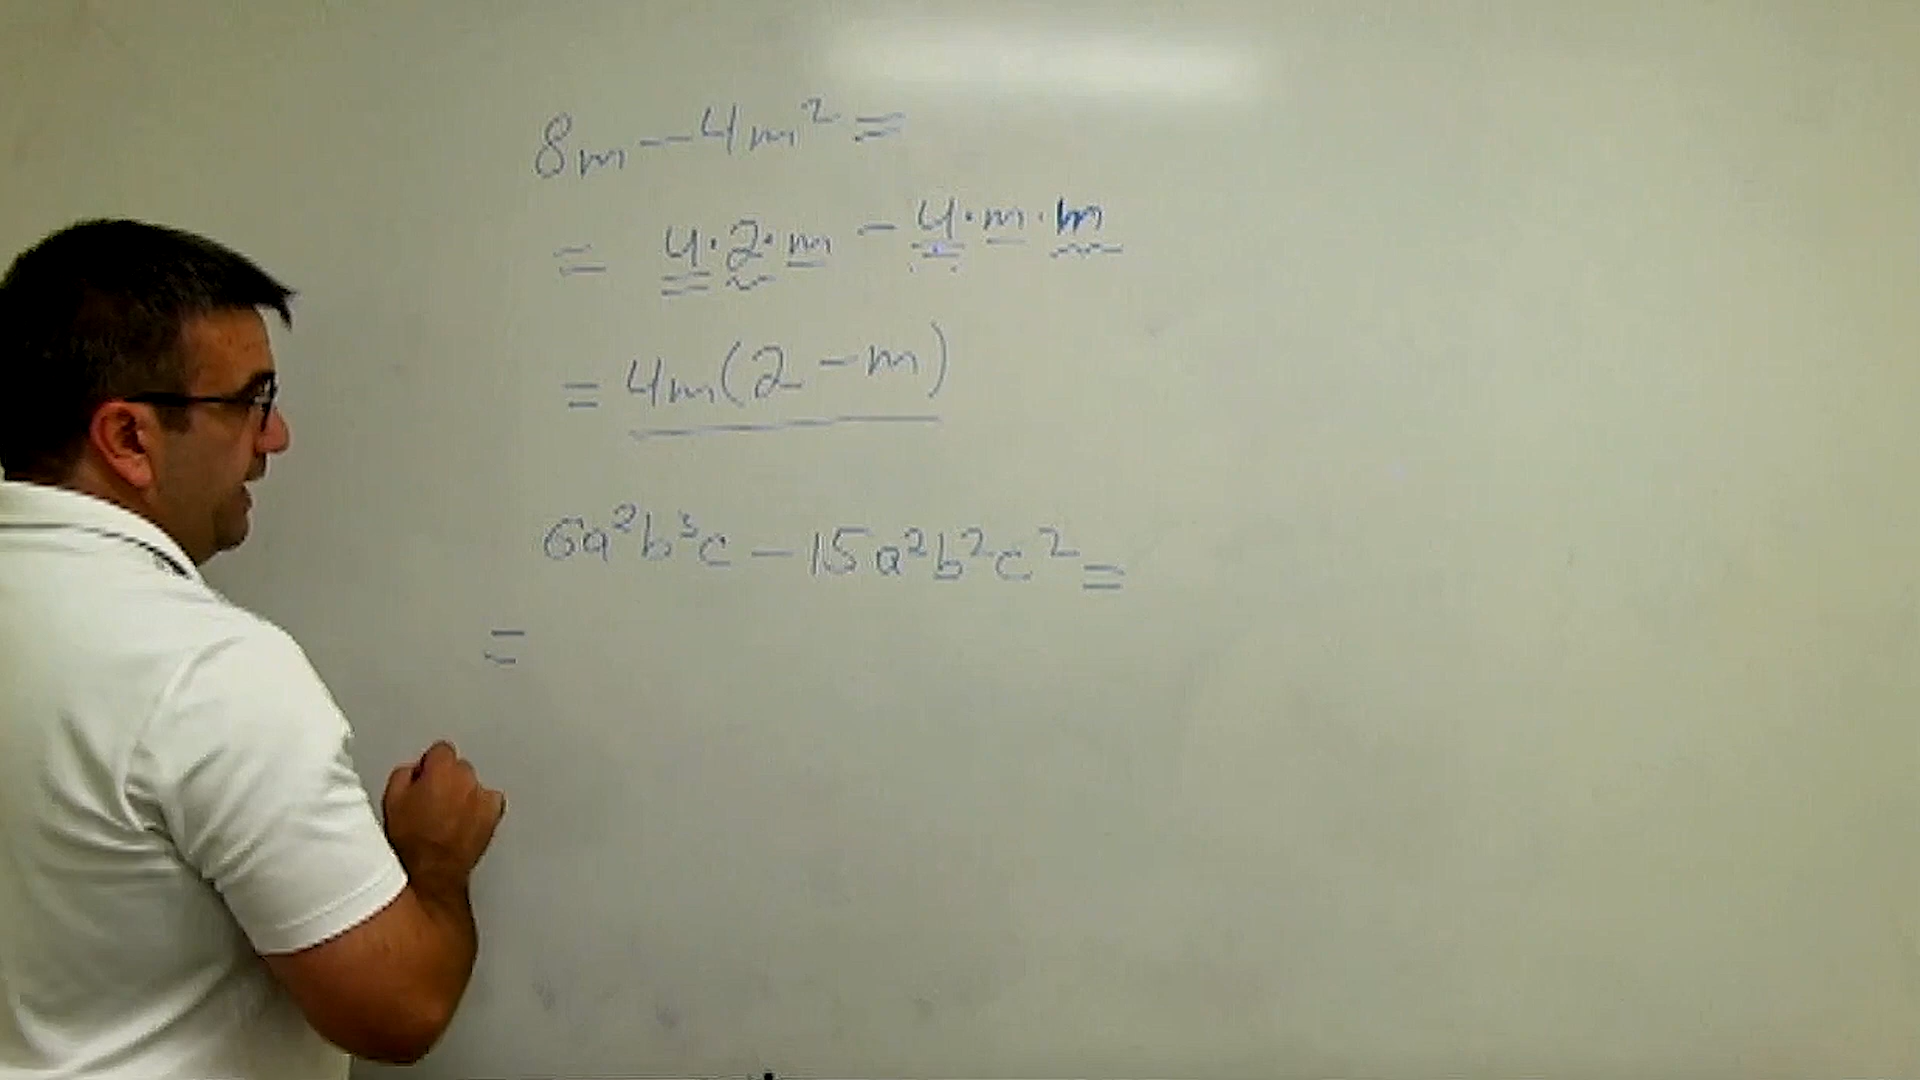 8m - 4m² =
= 4·2·m - 4·m·m
= 4m(2 - m)
6a²b³c - 15a²b²c² =
=